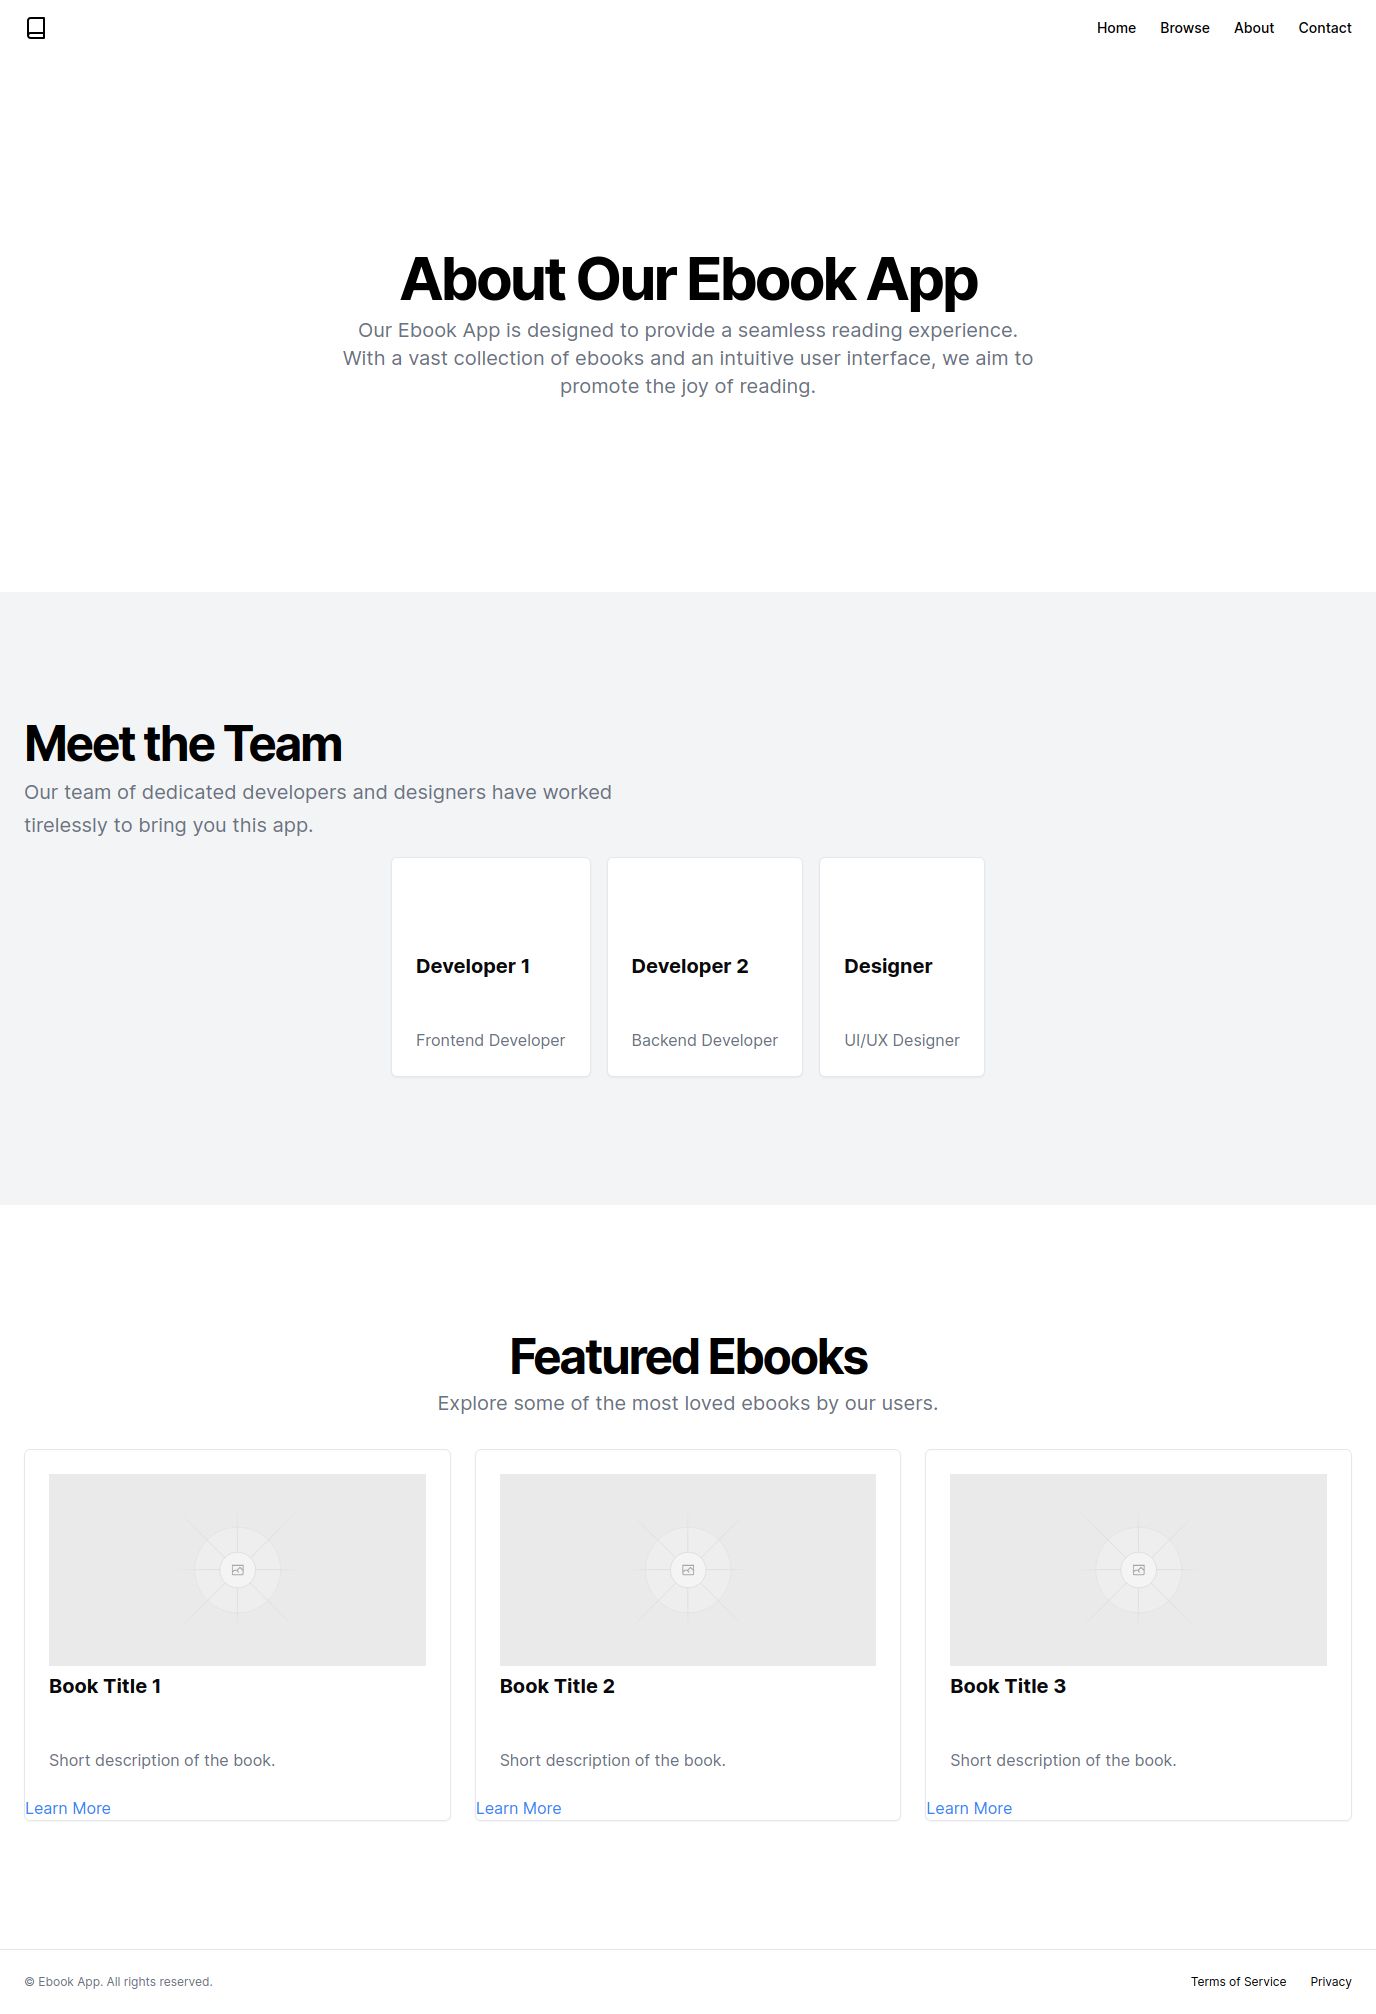 Home Browse About Contact
About Our Ebook App
Our Ebook App is designed to provide a seamless reading experience.
With a vast collection of ebooks and an intuitive user interface, we aim to
promote the joy of reading.
Meet the Team
Our team of dedicated developers and designers have worked
tirelessly to bring you this app.
Developer 1
Frontend Developer
Developer 2
Backend Developer
Designer
UI/UX Designer
Featured Ebooks
Explore some of the most loved ebooks by our users.
Book Title 1
Short description of the book.
Learn More
Book Title 2
Short description of the book.
Learn More
Book Title 3
Short description of the book.
Learn More
© Ebook App. All rights reserved.
Terms of Service Privacy